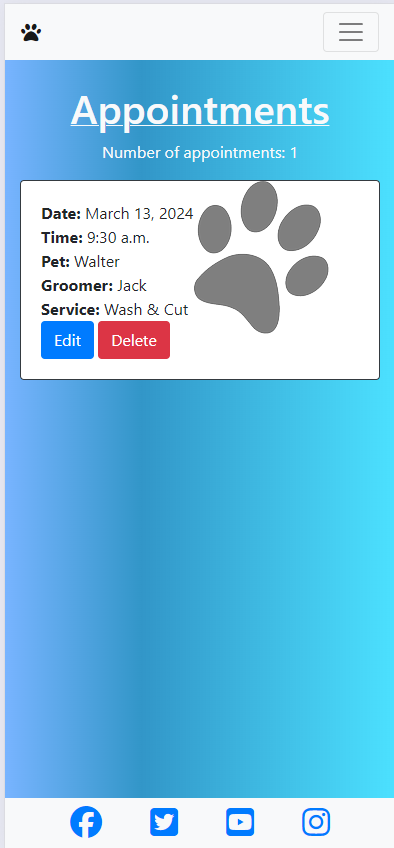 Appointments
Number of appointments: 1
Date: March 13, 2024
Time: 9:30 a.m.
Pet: Walter
Groomer: Jack
Service: Wash & Cut
Edit Delete